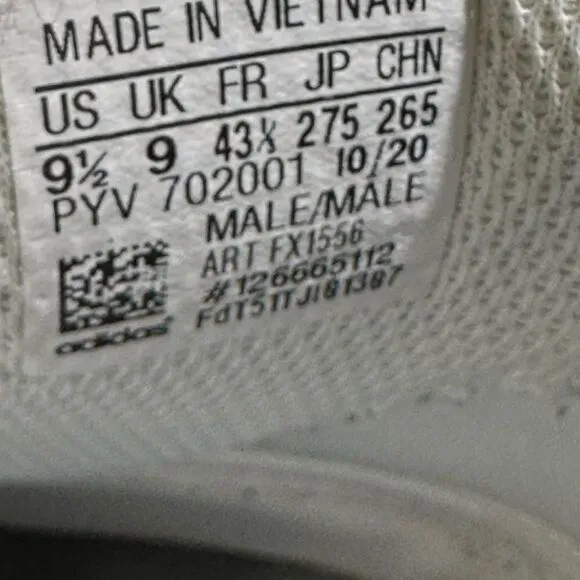 MADE IN VIETNAM
US UK FR JP CHN
9½ 9 43⅓ 275 265
PYV 702001 10/20
MALE/MALE
ART FX1556
#126665112
adidas